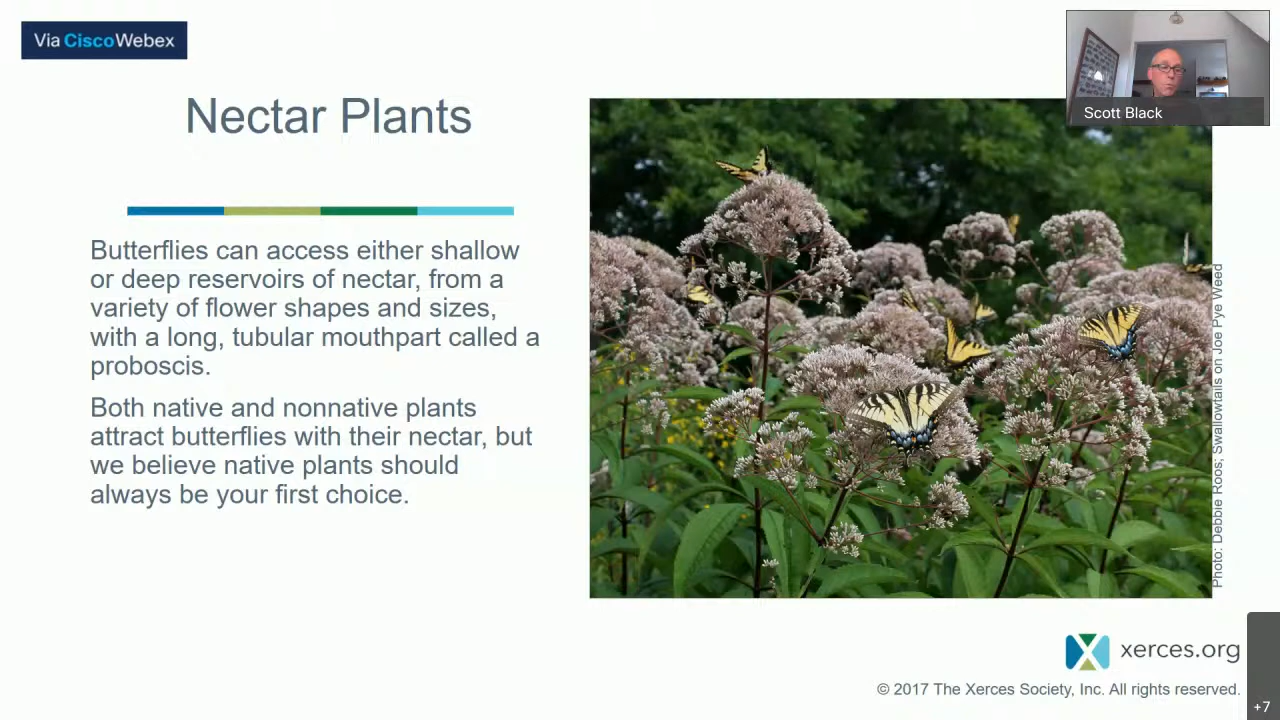 Via CiscoWebex
Scott Black
Nectar Plants
Butterflies can access either shallow
or deep reservoirs of nectar, from a
variety of flower shapes and sizes,
with a long, tubular mouthpart called a
proboscis.
Both native and nonnative plants
attract butterflies with their nectar, but
we believe native plants should
always be your first choice.
Photo: Debbie Roos; Swallowtails on Joe Pye Weed
xerces.org
© 2017 The Xerces Society, Inc. All rights reserved.
+7